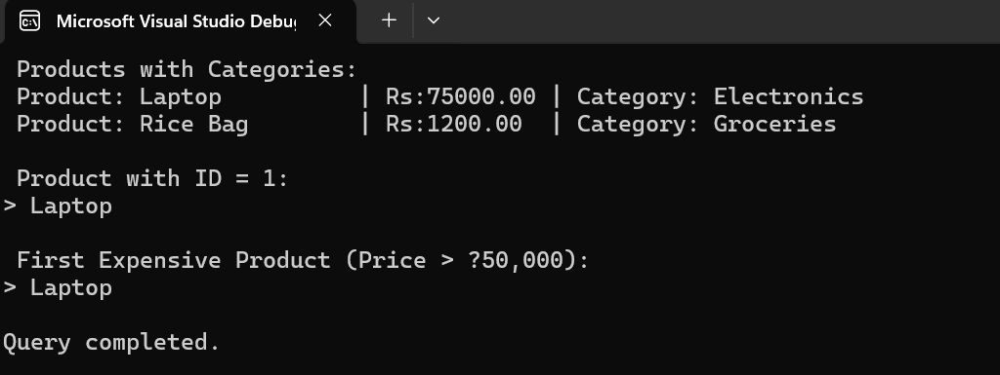 Microsoft Visual Studio Debu
Products with Categories:
Product: Laptop          | Rs:75000.00 | Category: Electronics
Product: Rice Bag        | Rs:1200.00  | Category: Groceries
Product with ID = 1:
> Laptop
First Expensive Product (Price > ?50,000):
> Laptop
Query completed.